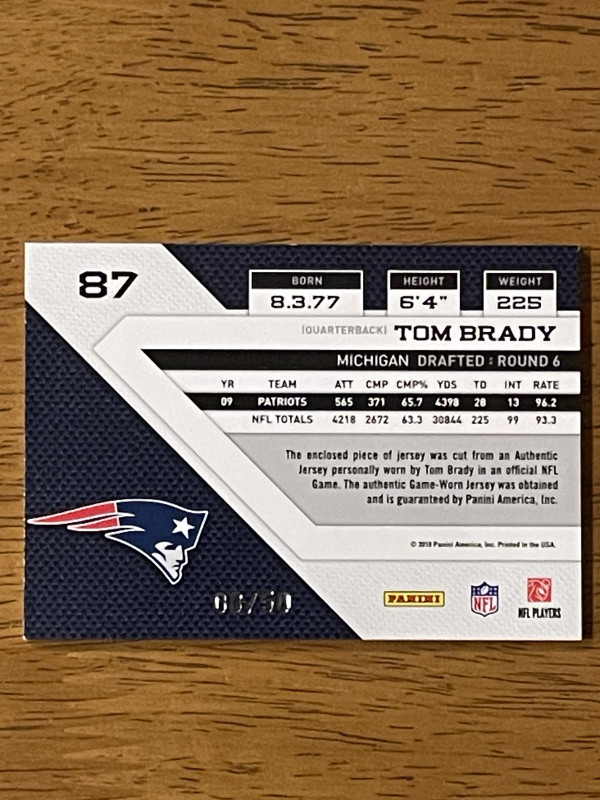 87
BORN HEIGHT WEIGHT
8.3.77 6'4" 225
(QUARTERBACK) TOM BRADY
MICHIGAN DRAFTED : ROUND 6
YR TEAM ATT CMP CMP% YDS TD INT RATE
09 PATRIOTS 565 371 65.7 4398 28 13 96.2
NFL TOTALS 4218 2672 63.3 30844 225 99 93.3
The enclosed piece of jersey was cut from an Authentic
Jersey personally worn by Tom Brady in an official NFL
Game. The authentic Game-Worn Jersey was obtained
and is guaranteed by Panini America, Inc.
© 2010 Panini America, Inc. Printed in the USA.
PANINI
NFL
NFL PLAYERS